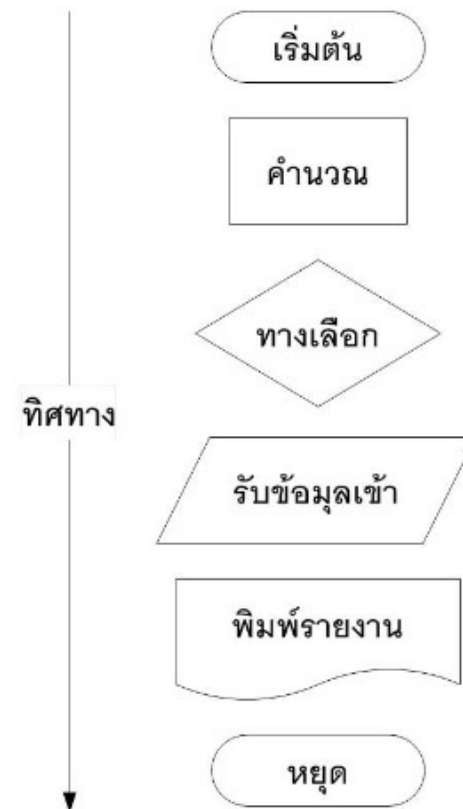 เริ่มต้น
คำนวณ
ทางเลือก
ทิศทาง
รับข้อมุลเข้า
พิมพ์รายงาน
หยุด